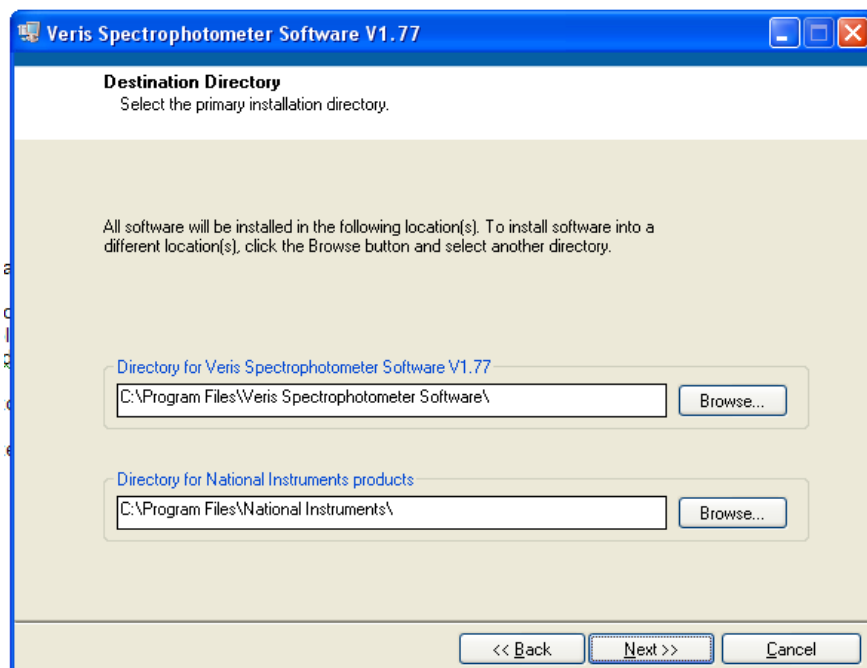 Veris Spectrophotometer Software V1.77
Destination Directory
Select the primary installation directory.
All software will be installed in the following location(s). To install software into a
different location(s), click the Browse button and select another directory.
Directory for Veris Spectrophotometer Software V1.77
C:\Program Files\Veris Spectrophotometer Software\
Browse...
Directory for National Instruments products
C:\Program Files\National Instruments\
Browse...
<< Back
Next >>
Cancel